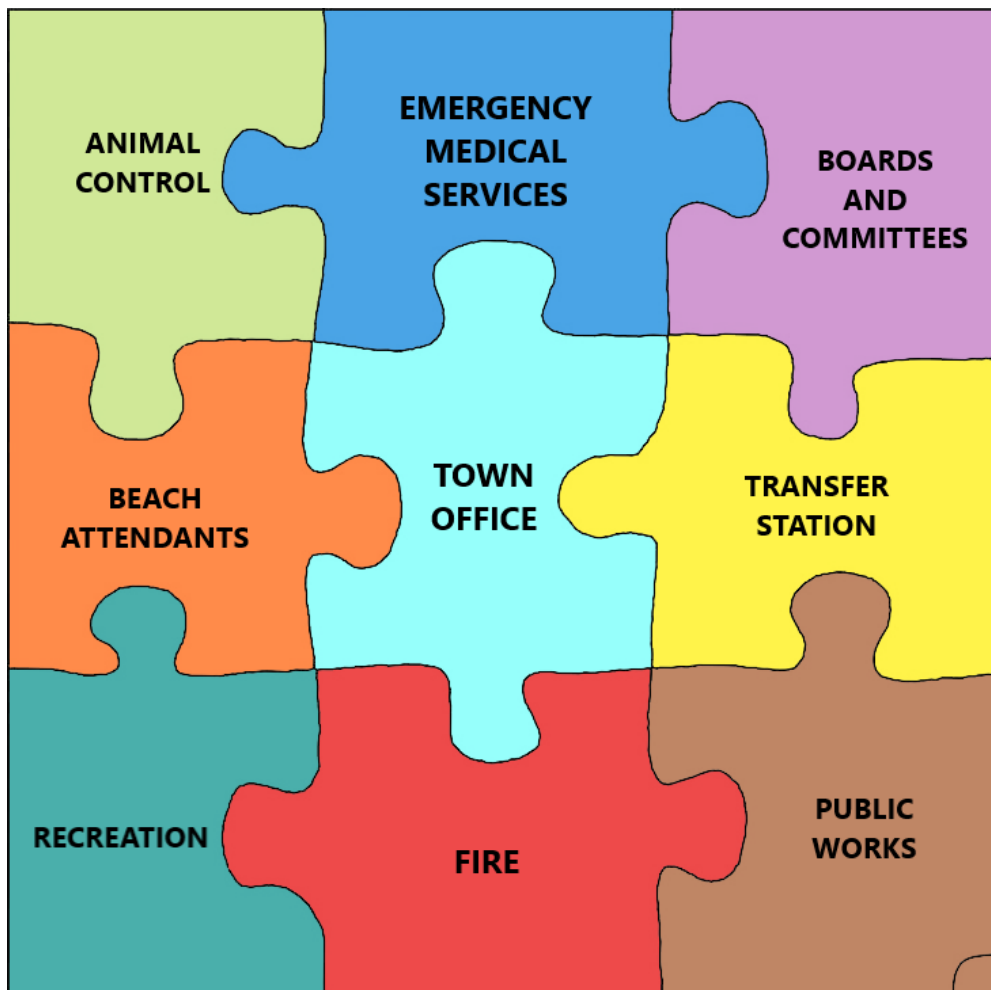 ANIMAL
CONTROL
EMERGENCY
MEDICAL
SERVICES
BOARDS
AND
COMMITTEES
BEACH
ATTENDANTS
TOWN
OFFICE
TRANSFER
STATION
RECREATION
FIRE
PUBLIC
WORKS